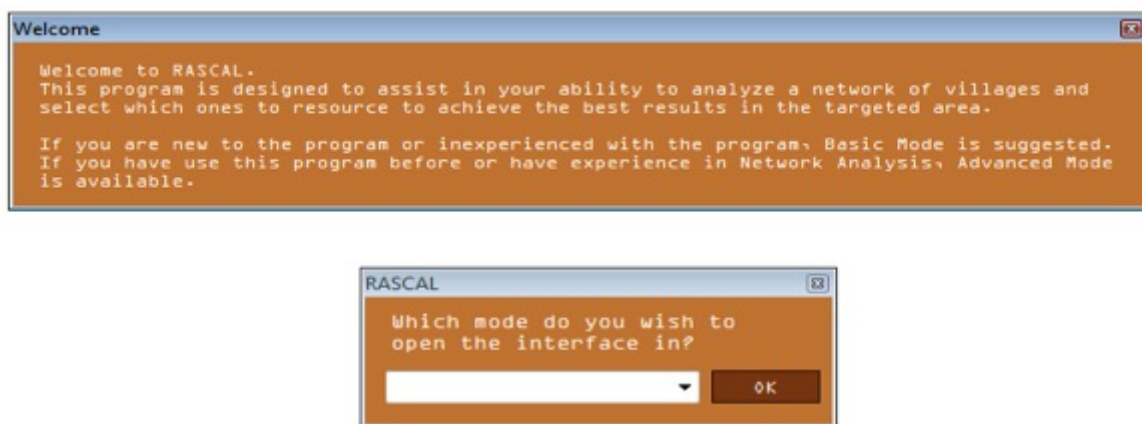 Welcome
Welcome to RASCAL.
This program is designed to assist in your ability to analyze a network of villages and
select which ones to resource to achieve the best results in the targeted area.
If you are new to the program or inexperienced with the program, Basic Mode is suggested.
If you have use this program before or have experience in Network Analysis, Advanced Mode
is available.
RASCAL
Which mode do you wish to
open the interface in?
OK